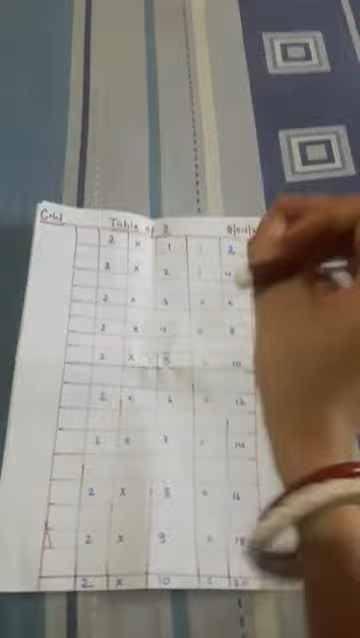 C.W Table of 2
2 x 1 = 2
2 x 2 = 4
2 x 3 = 6
2 x 4 = 8
2 x 5 = 10
2 x 6 = 12
2 x 7 = 14
2 x 8 = 16
2 x 9 = 18
2 x 10 = 20